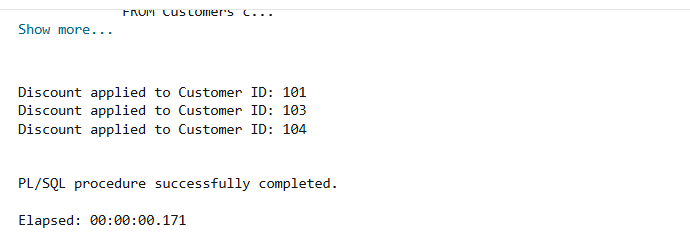 FROM Customers c...
Show more...
Discount applied to Customer ID: 101
Discount applied to Customer ID: 103
Discount applied to Customer ID: 104
PL/SQL procedure successfully completed.
Elapsed: 00:00:00.171